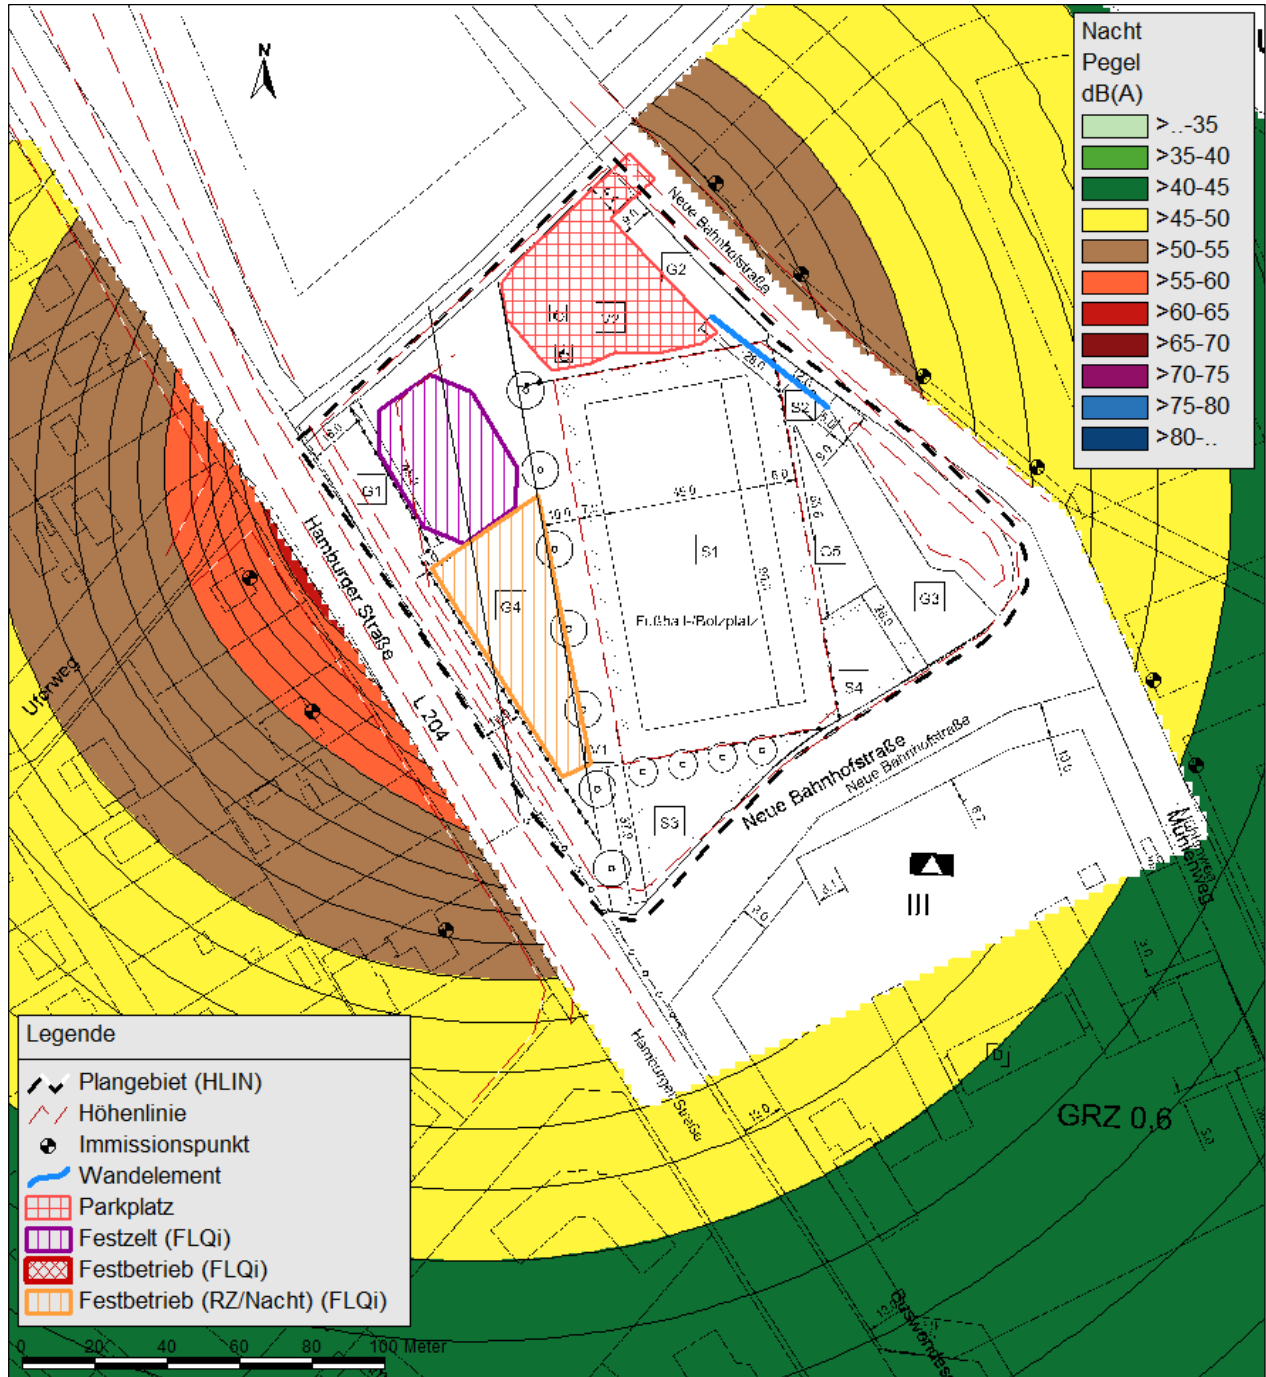 Nacht
Pegel
dB(A)
>..-35
>35-40
>40-45
>45-50
>50-55
>55-60
>60-65
>65-70
>70-75
>75-80
>80-..
N
Neue Bahnhofstraße
G2
V2
S2
G1
Hamburger Straße
L 204
G4
S1
G5
G3
Fußball-/Bolzplatz
S4
V1
S3
Uferweg
Neue Bahnhofstraße
Neue Bahnhofstraße
III
Mühlenweg
Hamburger Straße
D
GRZ 0,6
Legende
Plangebiet (HLIN)
Höhenlinie
Immissionspunkt
Wandelement
Parkplatz
Festzelt (FLQi)
Festbetrieb (FLQi)
Festbetrieb (RZ/Nacht) (FLQi)
0 20 40 60 80 100 Meter